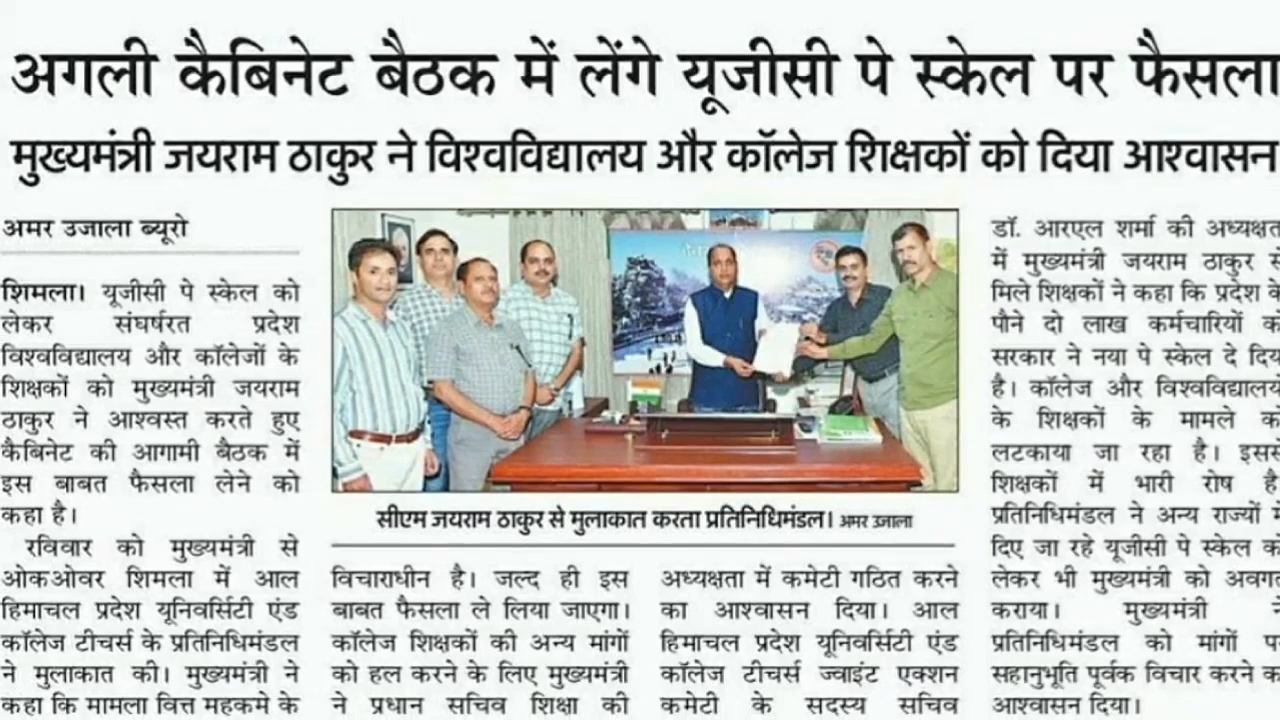 अगली कैबिनेट बैठक में लेंगे यूजीसी पे स्केल पर फैसला
मुख्यमंत्री जयराम ठाकुर ने विश्वविद्यालय और कॉलेज शिक्षकों को दिया आश्वासन
अमर उजाला ब्यूरो
शिमला। यूजीसी पे स्केल को
लेकर संघर्षरत प्रदेश
विश्वविद्यालय और कॉलेजों के
शिक्षकों को मुख्यमंत्री जयराम
ठाकुर ने आश्वस्त करते हुए
कैबिनेट की आगामी बैठक में
इस बाबत फैसला लेने को
कहा है।
रविवार को मुख्यमंत्री से
ओकओवर शिमला में आल
हिमाचल प्रदेश यूनिवर्सिटी एंड
कॉलेज टीचर्स के प्रतिनिधिमंडल
ने मुलाकात की। मुख्यमंत्री ने
कहा कि मामला वित्त महकमे के
सीएम जयराम ठाकुर से मुलाकात करता प्रतिनिधिमंडल। अमर उजाला
विचाराधीन है। जल्द ही इस
बाबत फैसला ले लिया जाएगा।
कॉलेज शिक्षकों की अन्य मांगों
को हल करने के लिए मुख्यमंत्री
ने प्रधान सचिव शिक्षा की
अध्यक्षता में कमेटी गठित करने
का आश्वासन दिया। आल
हिमाचल प्रदेश यूनिवर्सिटी एंड
कॉलेज टीचर्स ज्वाइंट एक्शन
कमेटी के सदस्य सचिव
डॉ. आरएल शर्मा की अध्यक्षत
में मुख्यमंत्री जयराम ठाकुर से
मिले शिक्षकों ने कहा कि प्रदेश के
पौने दो लाख कर्मचारियों को
सरकार ने नया पे स्केल दे दिय
है। कॉलेज और विश्वविद्यालय
के शिक्षकों के मामले को
लटकाया जा रहा है। इसस
शिक्षकों में भारी रोष है
प्रतिनिधिमंडल ने अन्य राज्यों में
दिए जा रहे यूजीसी पे स्केल को
लेकर भी मुख्यमंत्री को अवगत
कराया। मुख्यमंत्री ने
प्रतिनिधिमंडल को मांगों पर
सहानुभूति पूर्वक विचार करने का
आश्वासन दिया।